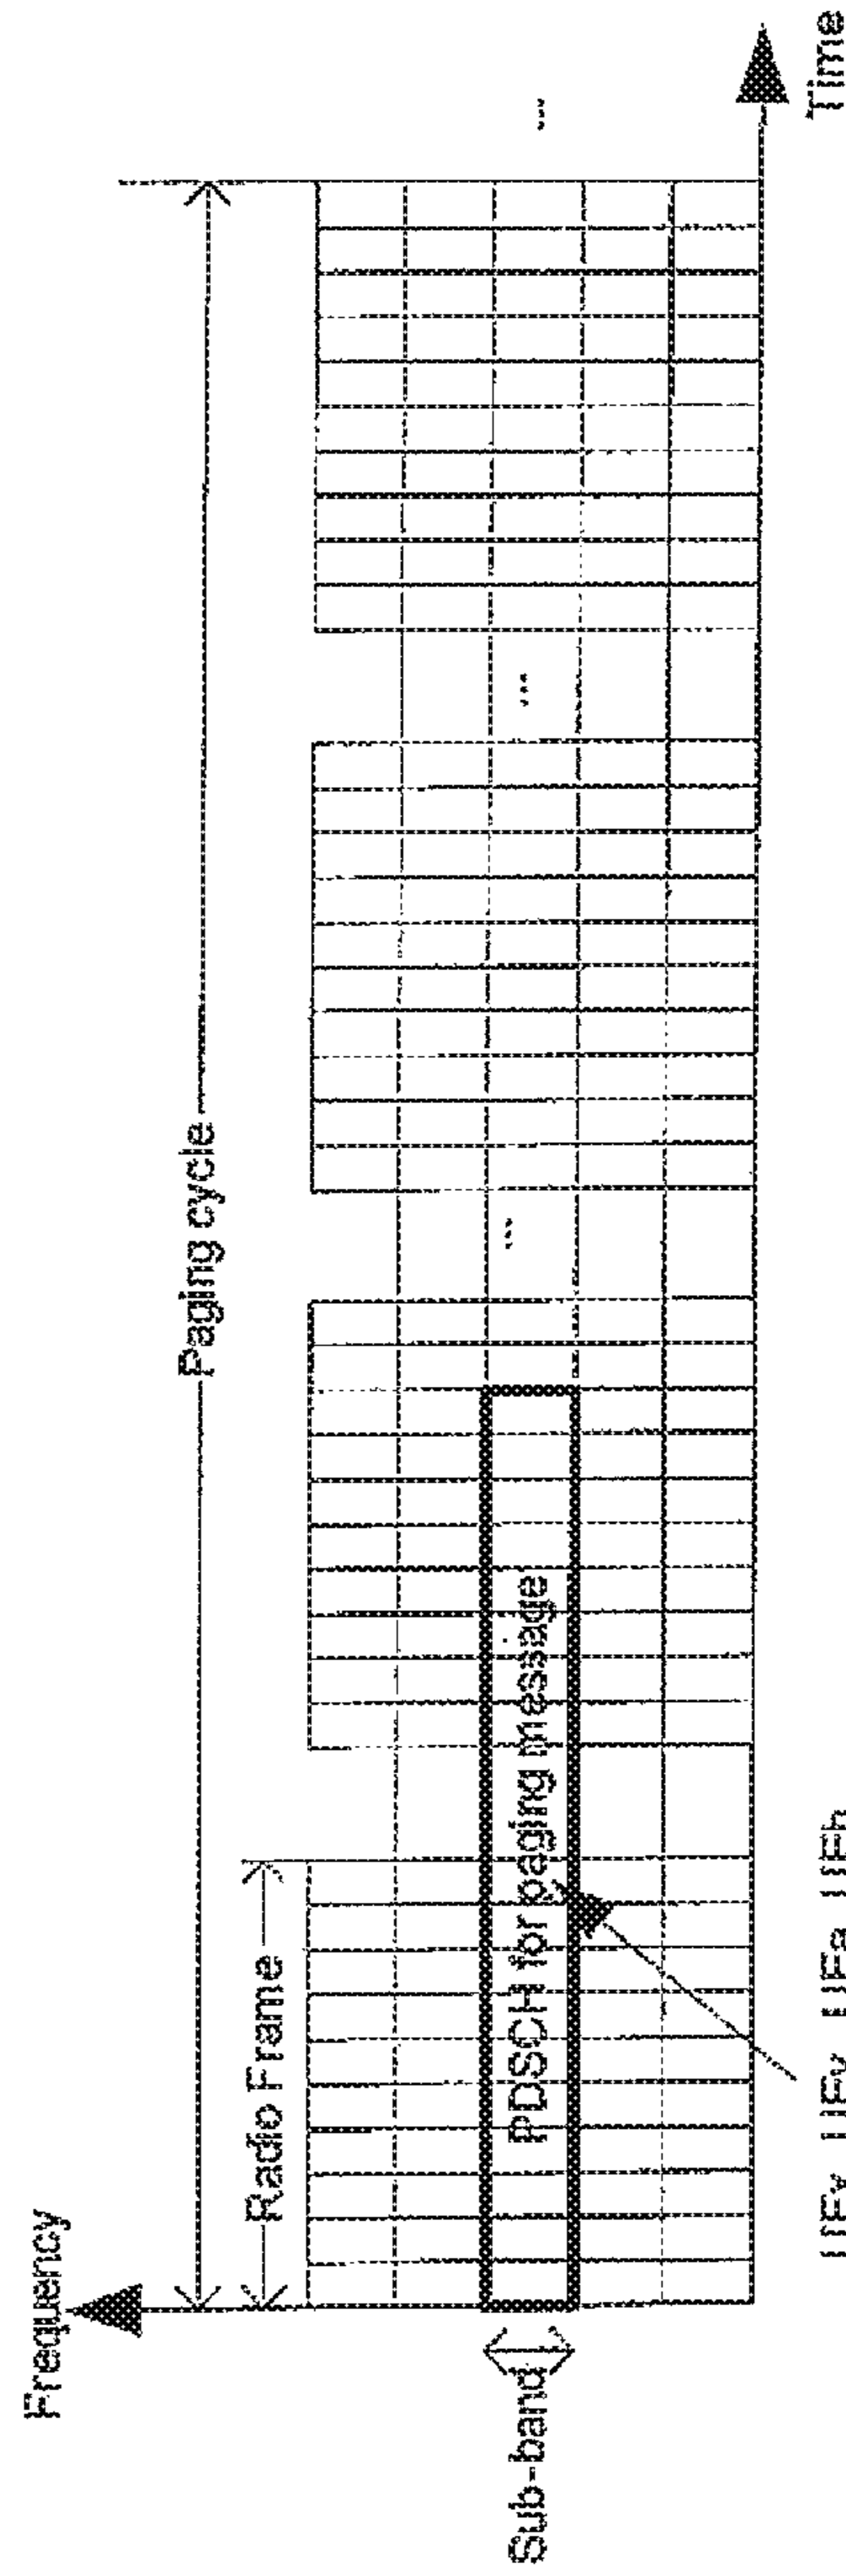 Frequency
Paging cycle
Radio Frame
...
...
...
Sub-band
PDSCH for paging message
Time